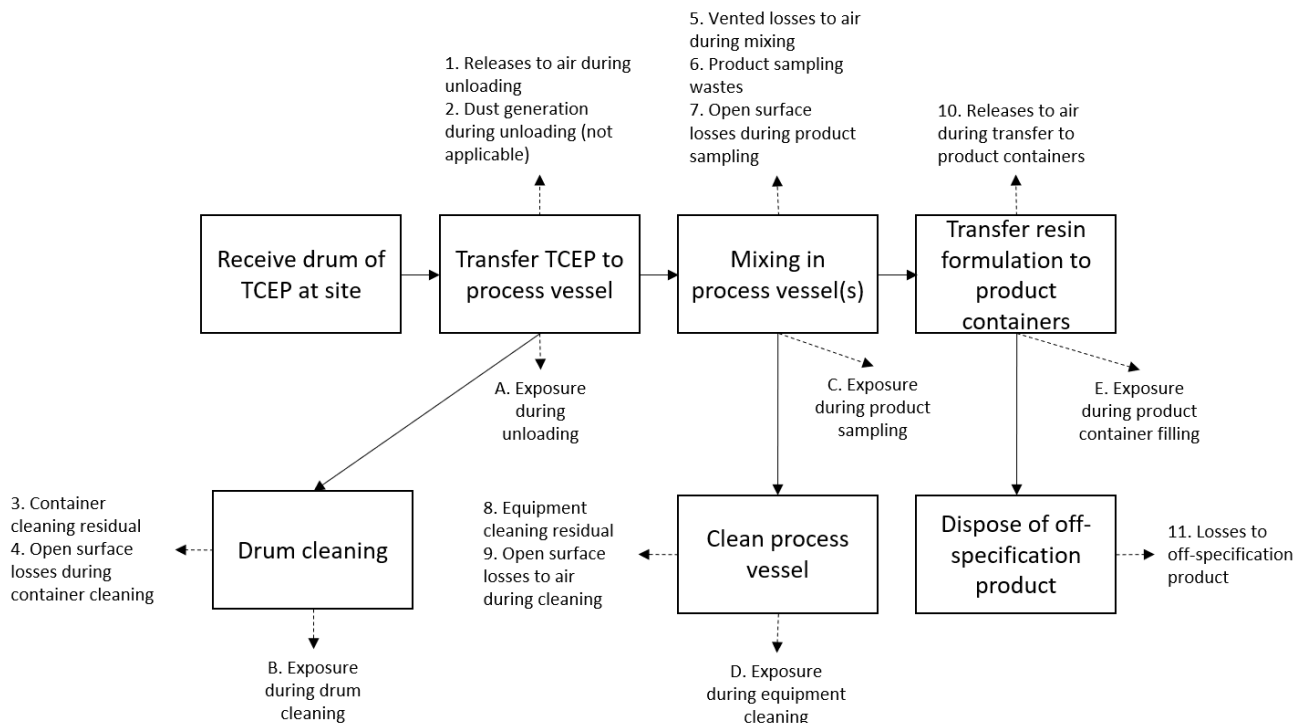 1. Releases to air during
unloading
2. Dust generation
during unloading (not
applicable)
5. Vented losses to air
during mixing
6. Product sampling
wastes
7. Open surface
losses during product
sampling
10. Releases to air
during transfer to
product containers
Receive drum of
TCEP at site
Transfer TCEP to
process vessel
Mixing in
process vessel(s)
Transfer resin
formulation to
product
containers
A. Exposure
during
unloading
C. Exposure
during product
sampling
E. Exposure
during product
container filling
3. Container
cleaning residual
4. Open surface
losses during
container cleaning
Drum cleaning
8. Equipment
cleaning residual
9. Open surface
losses to air
during cleaning
Clean process
vessel
Dispose of off-
specification
product
11. Losses to
off-specification
product
B. Exposure
during drum
cleaning
D. Exposure
during equipment
cleaning